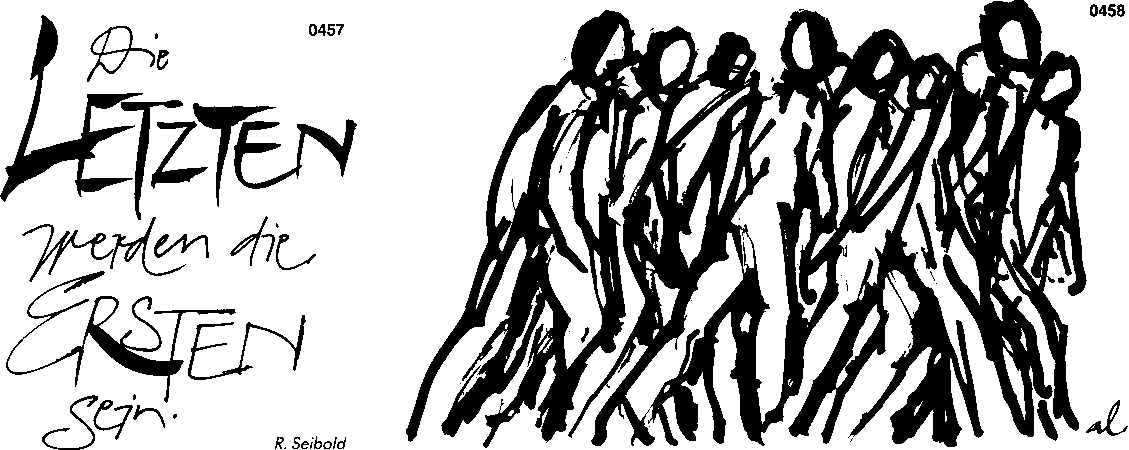 0457
Die
LETZTEN
werden die
ERSTEN
sein.
R. Seibold
0458
al